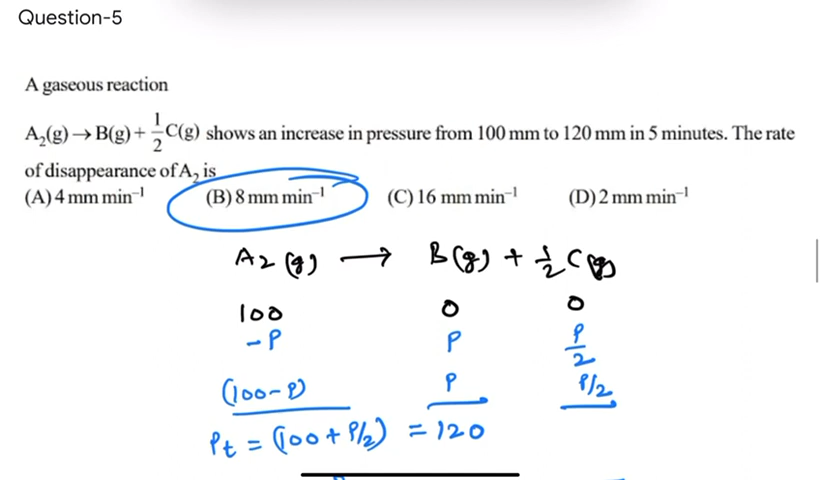 Question-5
A gaseous reaction
A₂(g) → B(g) + 1/2 C(g) shows an increase in pressure from 100 mm to 120 mm in 5 minutes. The rate
of disappearance of A₂ is
(A) 4 mm min⁻¹ (B) 8 mm min⁻¹ (C) 16 mm min⁻¹ (D) 2 mm min⁻¹
A₂(g) → B(g) + 1/2 C(g)
100 0 0
-P P P/2
(100-P) P P/2
Pt = (100 + P/2) = 120